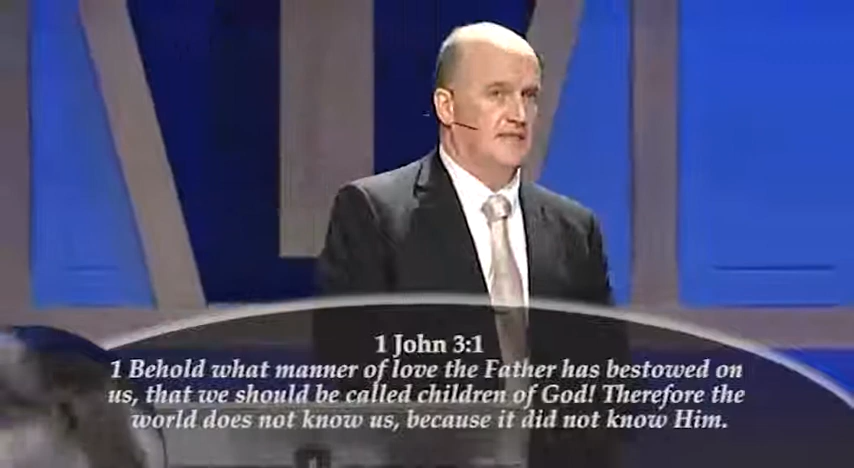 1 John 3:1
1 Behold what manner of love the Father has bestowed on
us, that we should be called children of God! Therefore the
world does not know us, because it did not know Him.